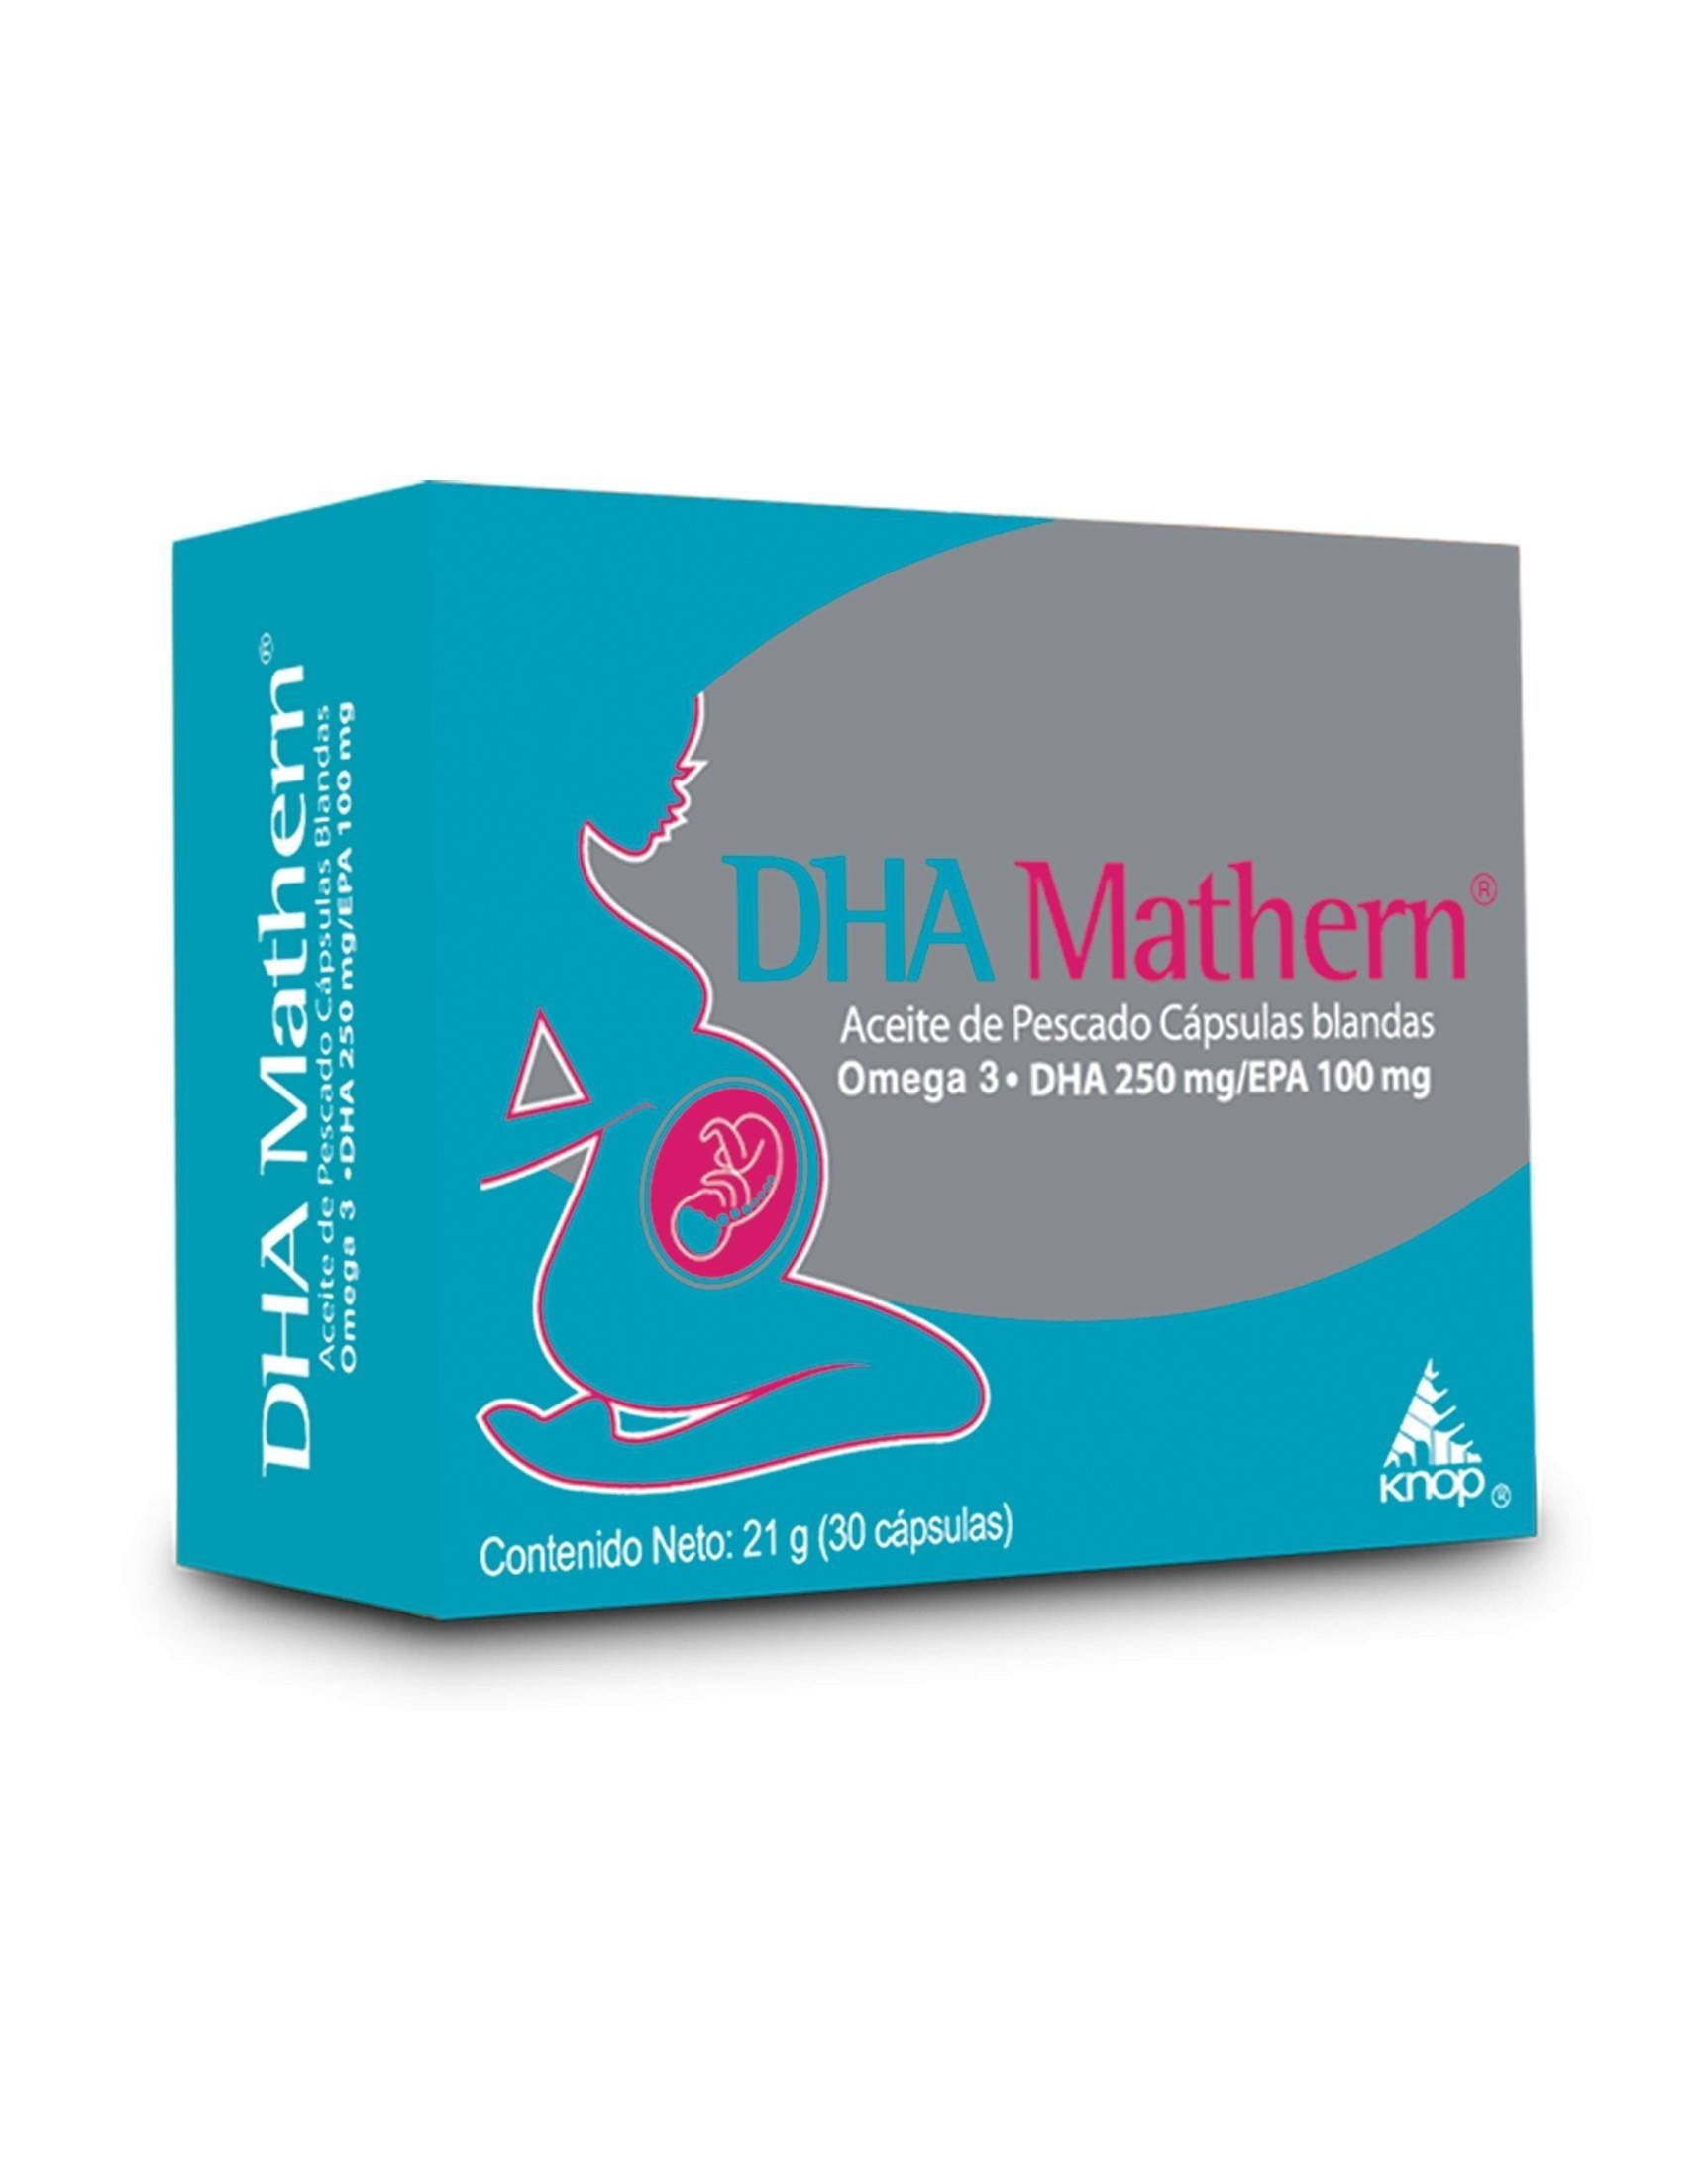 DHA Mathern®
Aceite de Pescado Cápsulas Blandas
Omega 3 •DHA 250 mg/EPA 100 mg
DHA Mathern®
Aceite de Pescado Cápsulas blandas
Omega 3• DHA 250 mg/EPA 100 mg
knop®
Contenido Neto: 21 g (30 cápsulas)